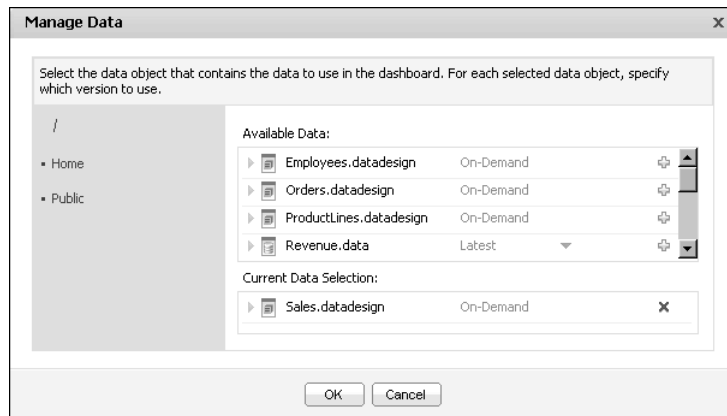 Manage Data
x
Select the data object that contains the data to use in the dashboard. For each selected data object, specify
which version to use.
/
Home
Public
Available Data:
Employees.datadesign On-Demand
Orders.datadesign On-Demand
ProductLines.datadesign On-Demand
Revenue.data Latest
Current Data Selection:
Sales.datadesign On-Demand
OK Cancel